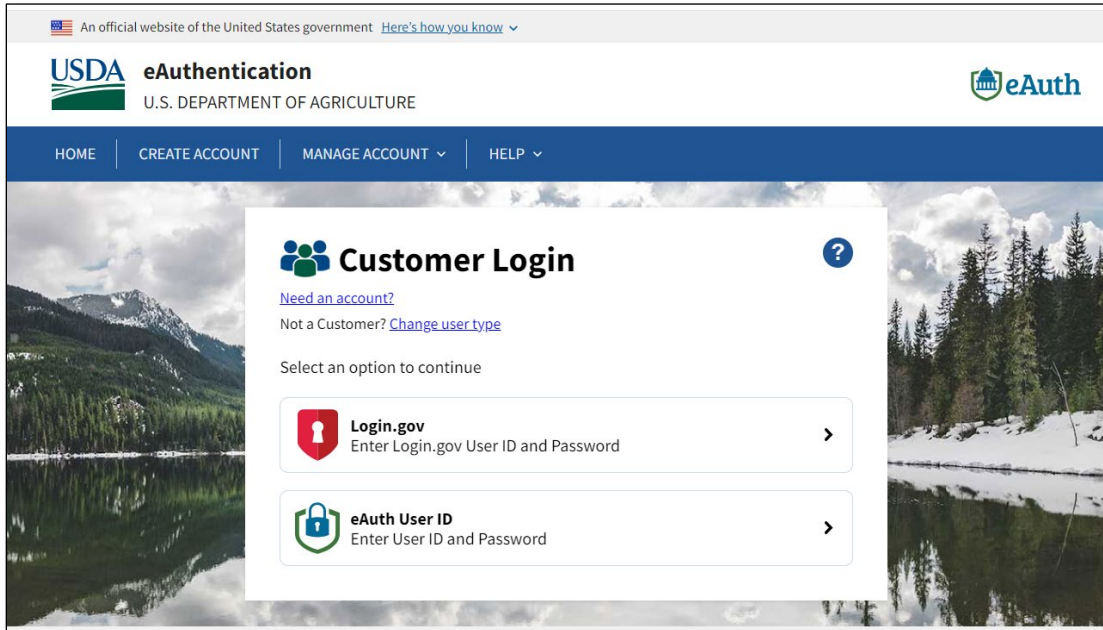 An official website of the United States government Here's how you know
USDA
eAuthentication
U.S. DEPARTMENT OF AGRICULTURE
eAuth
HOME
CREATE ACCOUNT
MANAGE ACCOUNT
HELP
Customer Login
?
Need an account?
Not a Customer? Change user type
Select an option to continue
Login.gov
Enter Login.gov User ID and Password
eAuth User ID
Enter User ID and Password